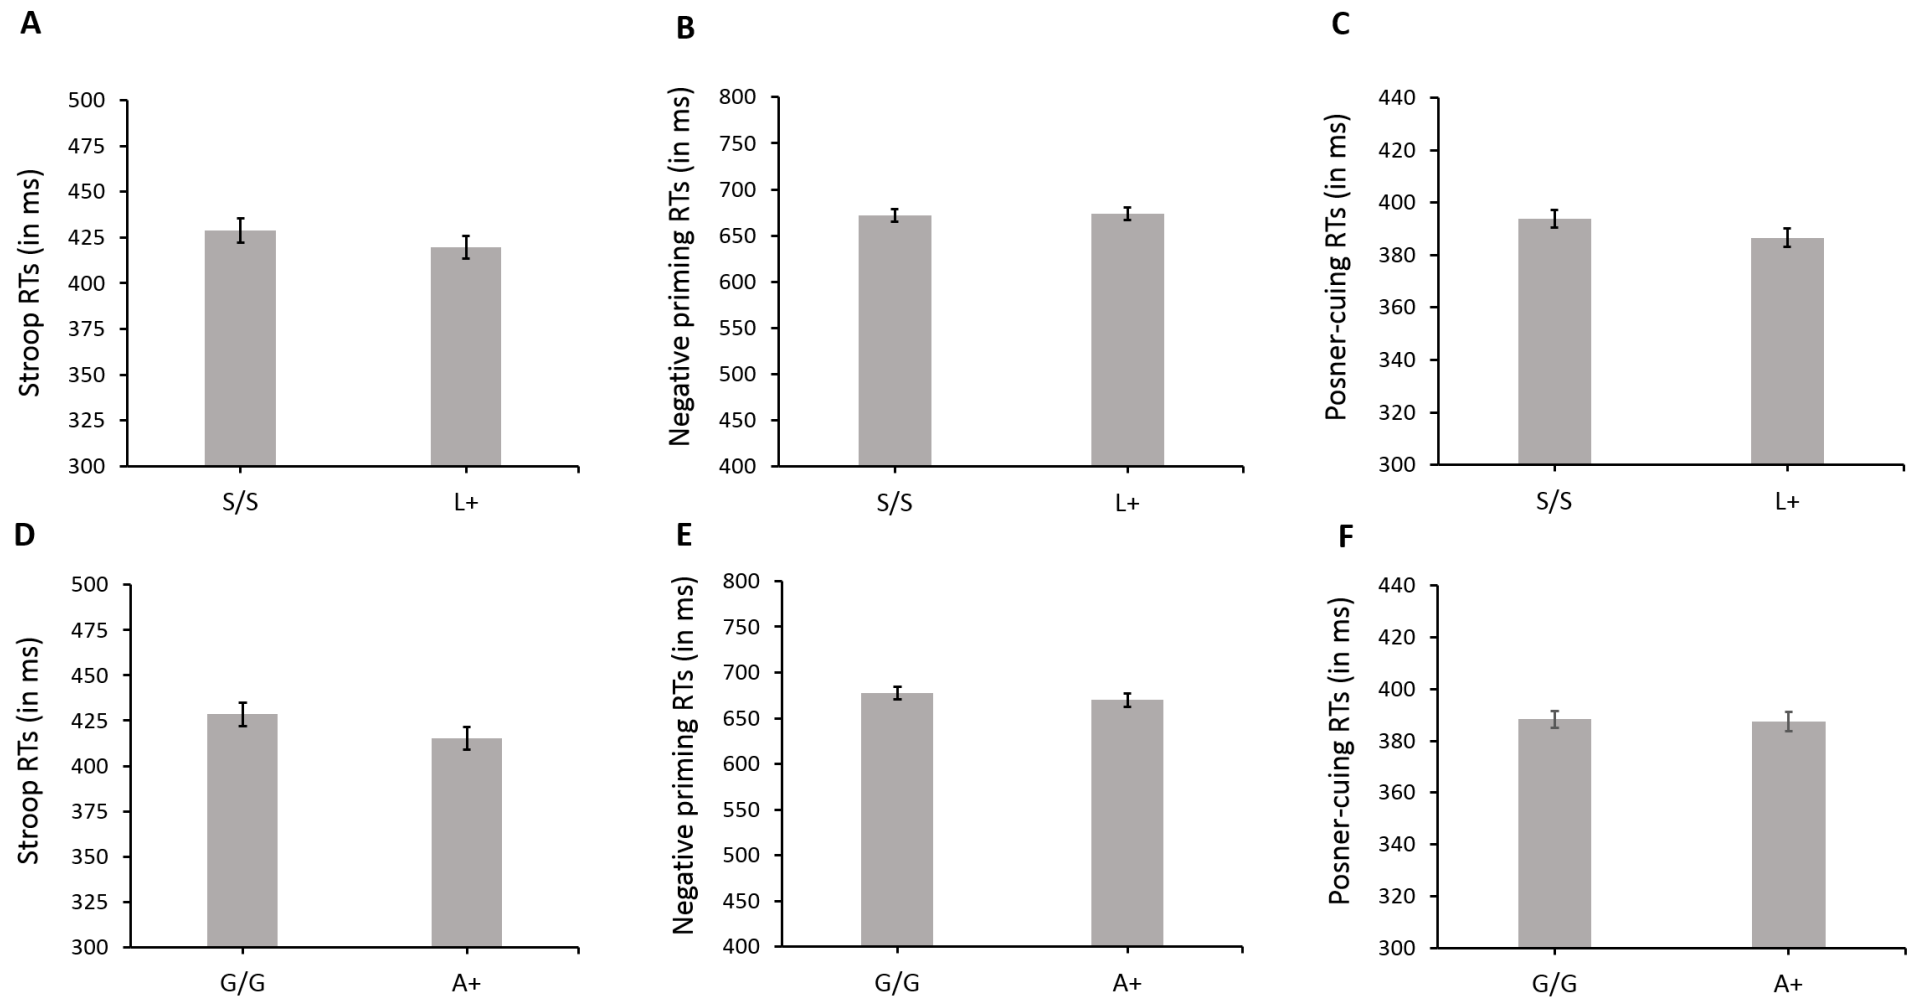 A
Stroop RTs (in ms)
500
475
450
425
400
375
350
325
300
S/S L+
B
Negative priming RTs (in ms)
800
750
700
650
600
550
500
450
400
S/S L+
C
Posner-cuing RTs (in ms)
440
420
400
380
360
340
320
300
S/S L+
D
Stroop RTs (in ms)
500
475
450
425
400
375
350
325
300
G/G A+
E
Negative priming RTs (in ms)
800
750
700
650
600
550
500
450
400
G/G A+
F
Posner-cuing RTs (in ms)
440
420
400
380
360
340
320
300
G/G A+